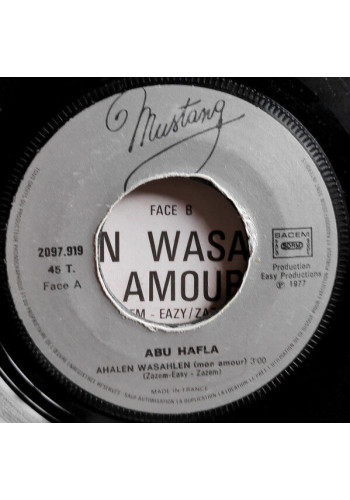 Mustang
FACE B
2097.919
45 T.
Face A
N WASA
AMOUR
EM - EAZY/ZA
SACEM
Production
Easy Productions
℗ 1977
ABU HAFLA
AHALEN WASAHLEN (mon amour) 3'00
(Zazem-Easy - Zazem)
MADE IN FRANCE